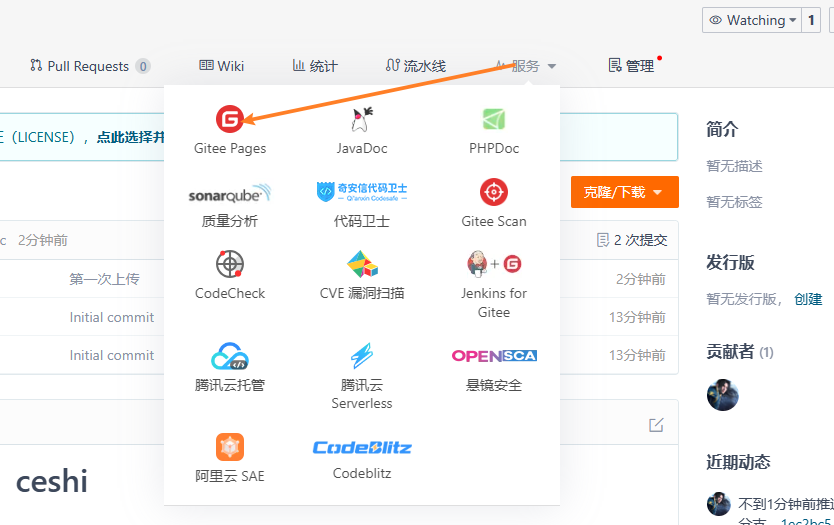 Watching 1
Pull Requests 0 Wiki 统计 流水线 服务 管理
Gitee Pages JavaDoc PHPDoc
sonarqube 奇安信代码卫士
Qi'anxin Codesafe
质量分析 代码卫士 Gitee Scan
CodeCheck CVE 漏洞扫描 Jenkins for
Gitee
OPENSCA
腾讯云托管 腾讯云 悬镜安全
Serverless
CodeBlitz
阿里云 SAE Codeblitz
(LICENSE),点此选择并
克隆/下载
c 2分钟前 2 次提交
第一次上传 2分钟前
Initial commit 13分钟前
Initial commit 13分钟前
ceshi
简介
暂无描述
暂无标签
发行版
暂无发行版,创建
贡献者 (1)
近期动态
不到1分钟前推送